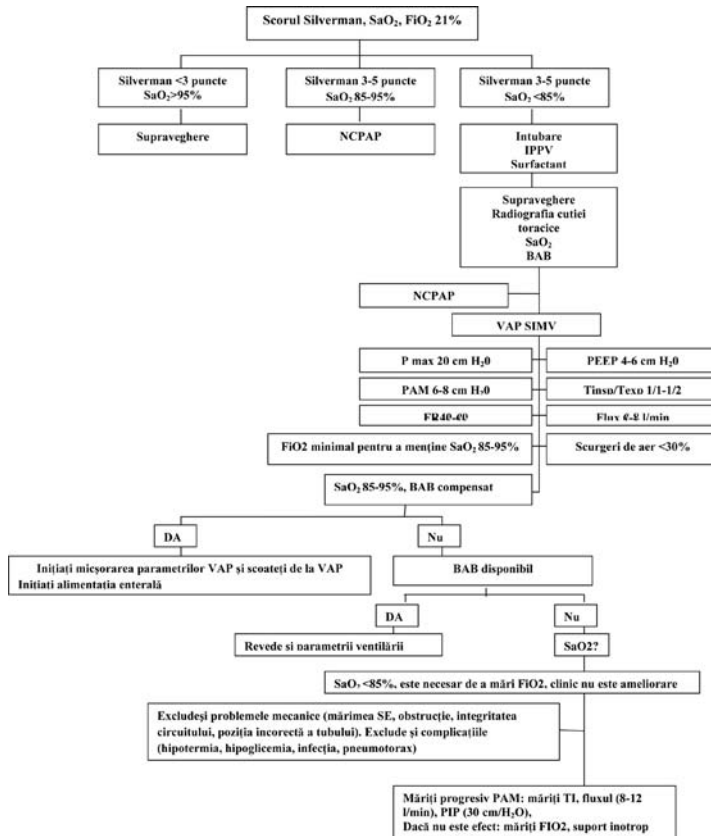 Scorul Silverman, SaO₂, FiO₂ 21%
Silverman <3 puncte
SaO₂>95%
Silverman 3-5 puncte
SaO₂ 85-95%
Silverman 3-5 puncte
SaO₂ <85%
Supraveghere
NCPAP
Intubare
IPPV
Surfactant
Supraveghere
Radiografia cutiei
toracice
SaO₂
BAB
NCPAP
VAP SIMV
P max 20 cm H₂0
PEEP 4-6 cm H₂0
PAM 6-8 cm H₂0
Tinsp/Texp 1/1-1/2
FR40-60
Flux 6-8 l/min
FiO2 minimal pentru a menține SaO₂ 85-95%
Scurgeri de aer <30%
SaO₂ 85-95%, BAB compensat
DA
Nu
Inițiați micșorarea parametrilor VAP și scoateți de la VAP
Inițiați alimentația enterală
BAB disponibil
DA
Nu
Revede si parametrii ventilării
SaO2?
SaO₂ <85%, este necesar de a mări FiO2, clinic nu este ameliorare
Excludeși problemele mecanice (mărimea SE, obstrucție, integritatea
circuitului, poziția incorectă a tubului). Exclude și complicațiile
(hipotermia, hipoglicemia, infecția, pneumotorax)
Măriți progresiv PAM: măriți TI, fluxul (8-12
l/min), PIP (30 cm/H₂O),
Dacă nu este efect: măriți FIO2, suport inotrop